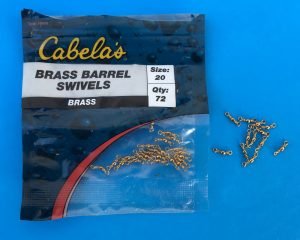 Cabela's
BRASS BARREL
SWIVELS
BRASS
Size:
20
Qty:
72